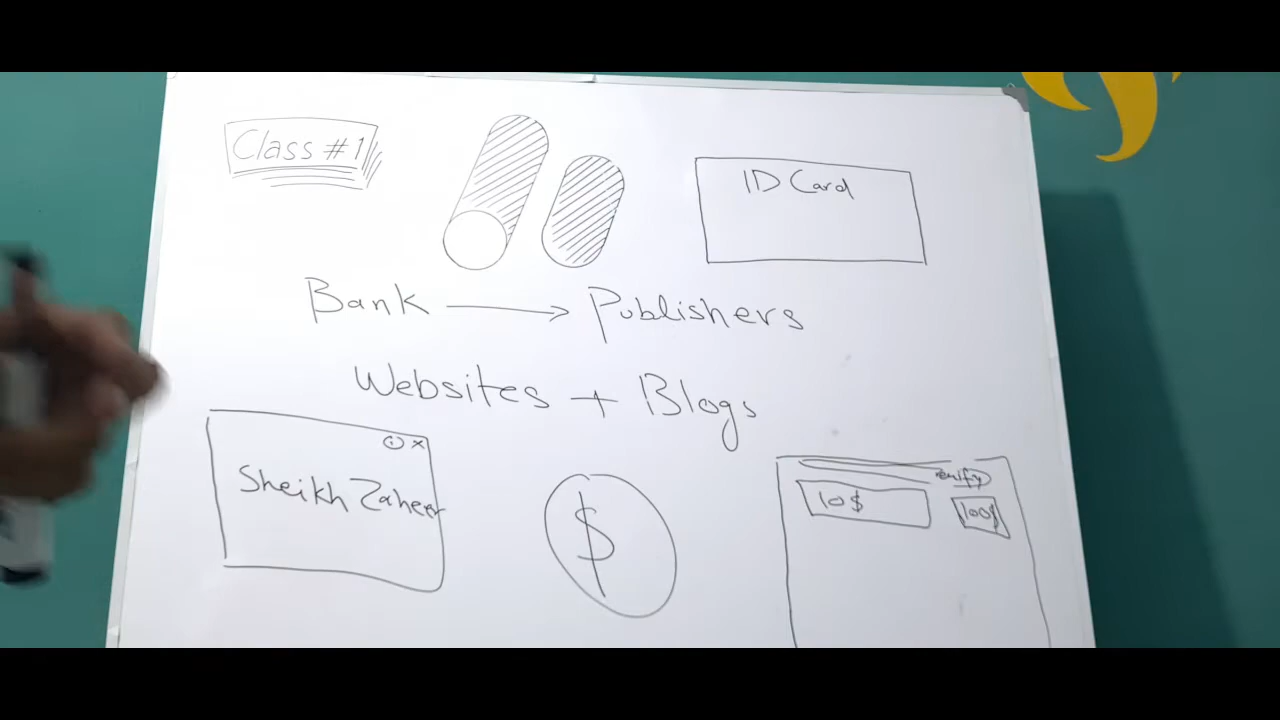 Class #1
ID Card
Bank → Publishers
Websites + Blogs
Sheikh Zaheer
$
10$
100$